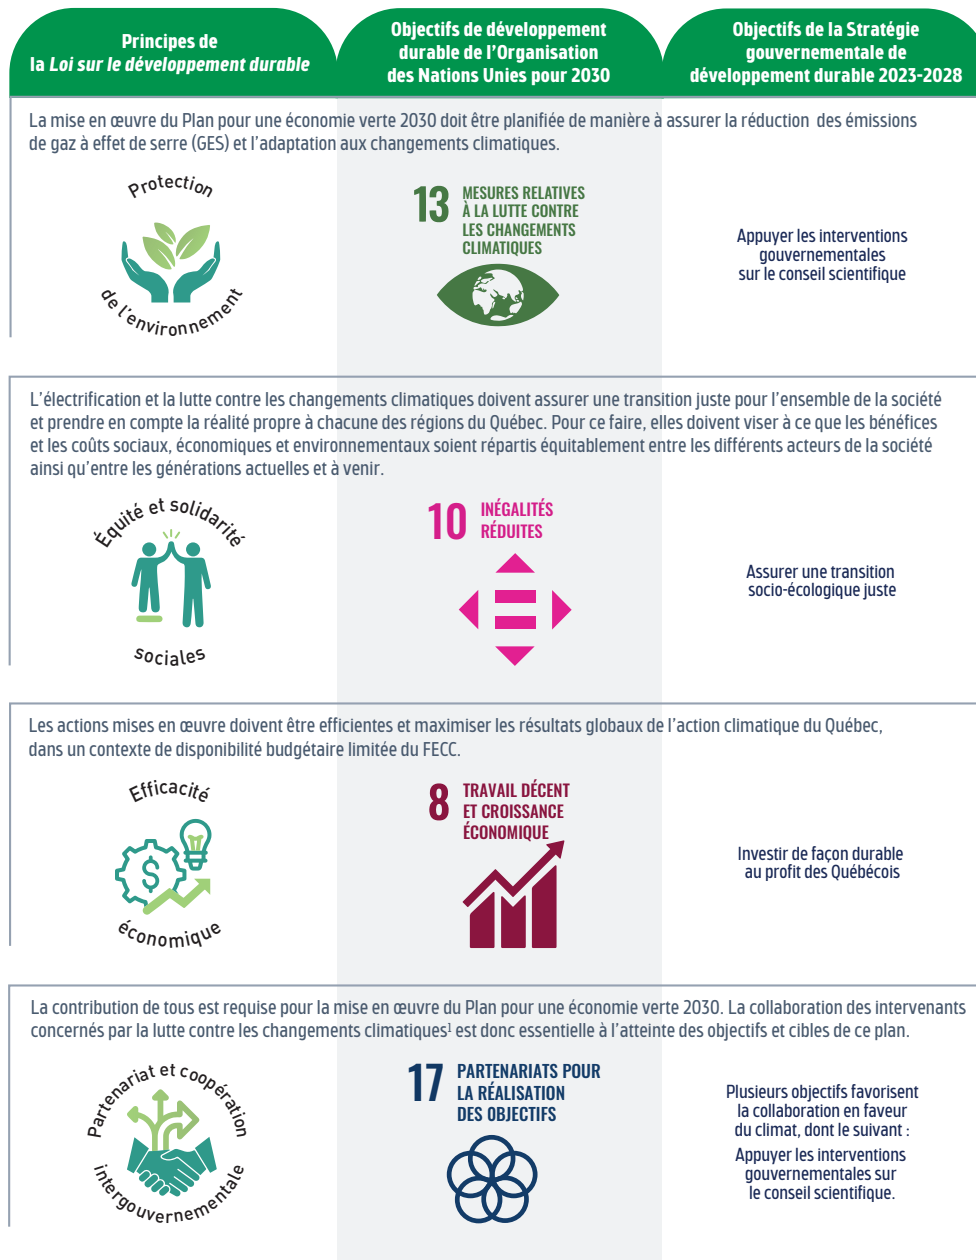 Principes de
la Loi sur le développement durable
Objectifs de développement
durable de l'Organisation
des Nations Unies pour 2030
Objectifs de la Stratégie
gouvernementale de
développement durable 2023-2028
La mise en œuvre du Plan pour une économie verte 2030 doit être planifiée de manière à assurer la réduction des émissions
de gaz à effet de serre (GES) et l'adaptation aux changements climatiques.
Protection
de l'environnement
13 MESURES RELATIVES
À LA LUTTE CONTRE
LES CHANGEMENTS
CLIMATIQUES
Appuyer les interventions
gouvernementales
sur le conseil scientifique
L'électrification et la lutte contre les changements climatiques doivent assurer une transition juste pour l'ensemble de la société
et prendre en compte la réalité propre à chacune des régions du Québec. Pour ce faire, elles doivent viser à ce que les bénéfices
et les coûts sociaux, économiques et environnementaux soient répartis équitablement entre les différents acteurs de la société
ainsi qu'entre les générations actuelles et à venir.
Équité et solidarité
sociales
10 INÉGALITÉS
RÉDUITES
Assurer une transition
socio-écologique juste
Les actions mises en œuvre doivent être efficientes et maximiser les résultats globaux de l'action climatique du Québec,
dans un contexte de disponibilité budgétaire limitée du FECC.
Efficacité
$
économique
8 TRAVAIL DÉCENT
ET CROISSANCE
ÉCONOMIQUE
Investir de façon durable
au profit des Québécois
La contribution de tous est requise pour la mise en œuvre du Plan pour une économie verte 2030. La collaboration des intervenants
concernés par la lutte contre les changements climatiques¹ est donc essentielle à l'atteinte des objectifs et cibles de ce plan.
Partenariat et coopération
intergouvernementale
17 PARTENARIATS POUR
LA RÉALISATION
DES OBJECTIFS
Plusieurs objectifs favorisent
la collaboration en faveur
du climat, dont le suivant :
Appuyer les interventions
gouvernementales sur
le conseil scientifique.